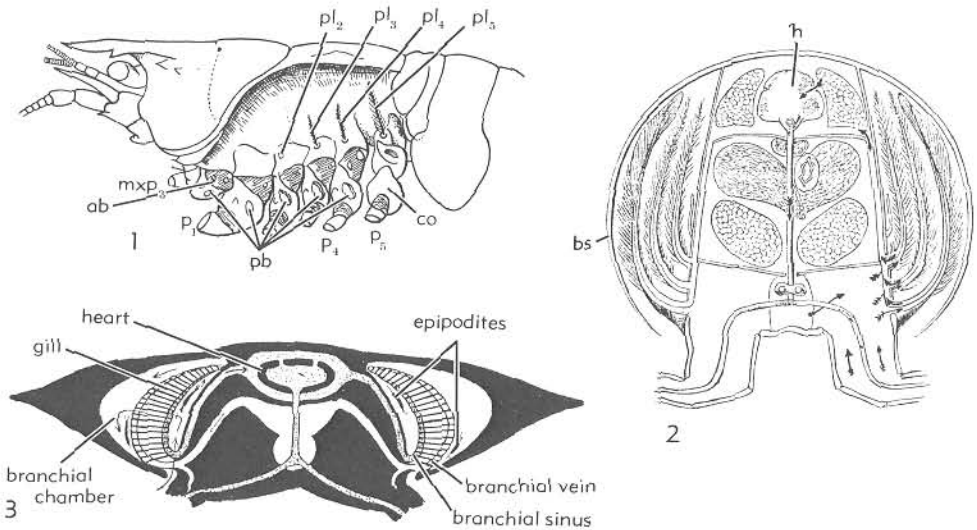 pl2 pl3 pl4 pl5
mxp3
ab
p1
pb
P4
p5
co
1
h
bs
2
heart
gill
epipodites
branchial
chamber
branchial vein
branchial sinus
3